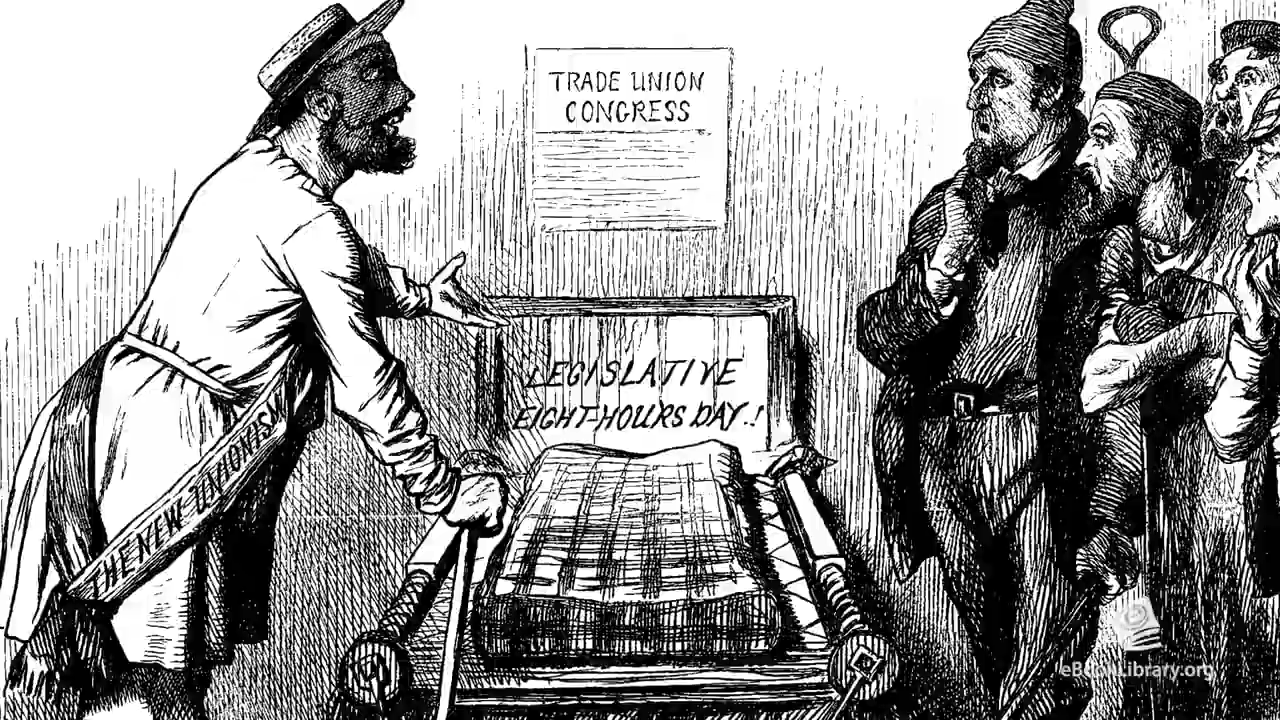 TRADE UNION
CONGRESS
LEGISLATIVE
EIGHT-HOURS DAY!!
THE NEW UNIONISM
eBookLibrary.org